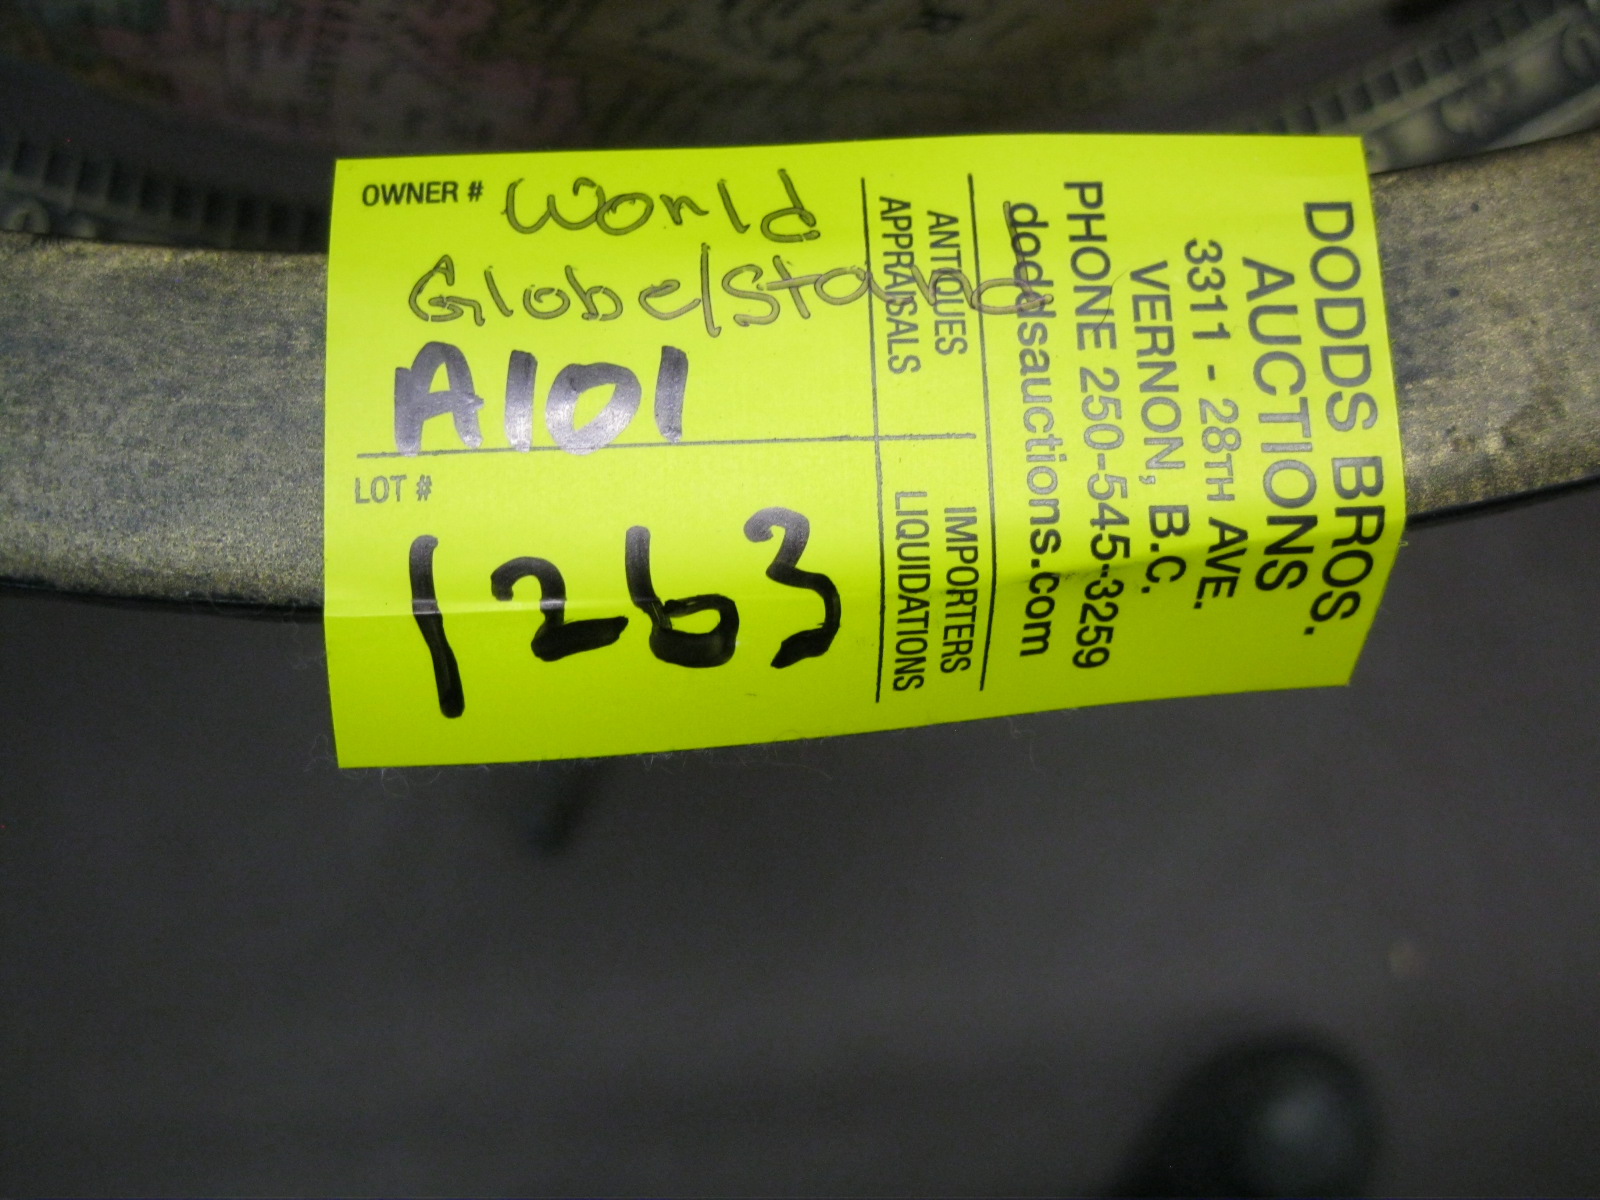 OWNER # World
Globe/Stand
A101
LOT #
1263
ANTIQUES
APPRAISALS
IMPORTERS
LIQUIDATIONS
DODDS BROS.
AUCTIONS
3311 - 28TH AVE.
VERNON, B.C.
PHONE 250-545-3259
doddsauctions.com